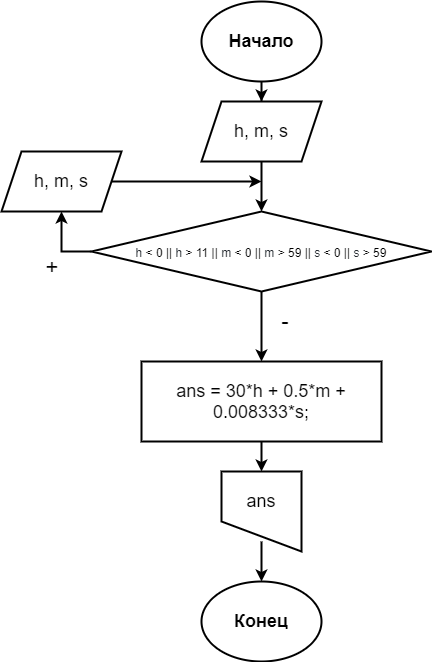 Начало
h, m, s
h, m, s
h < 0 || h > 11 || m < 0 || m > 59 || s < 0 || s > 59
+
-
ans = 30*h + 0.5*m +
0.008333*s;
ans
Конец